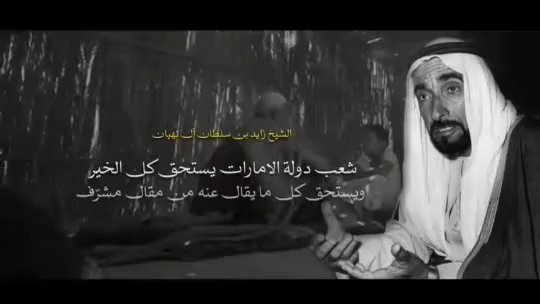 الشيخ زايد بن سلطان آل نهيان
شعب دولة الامارات يستحق كل الخير
ويستحق كل ما يقال عنه من مقال مشرّف